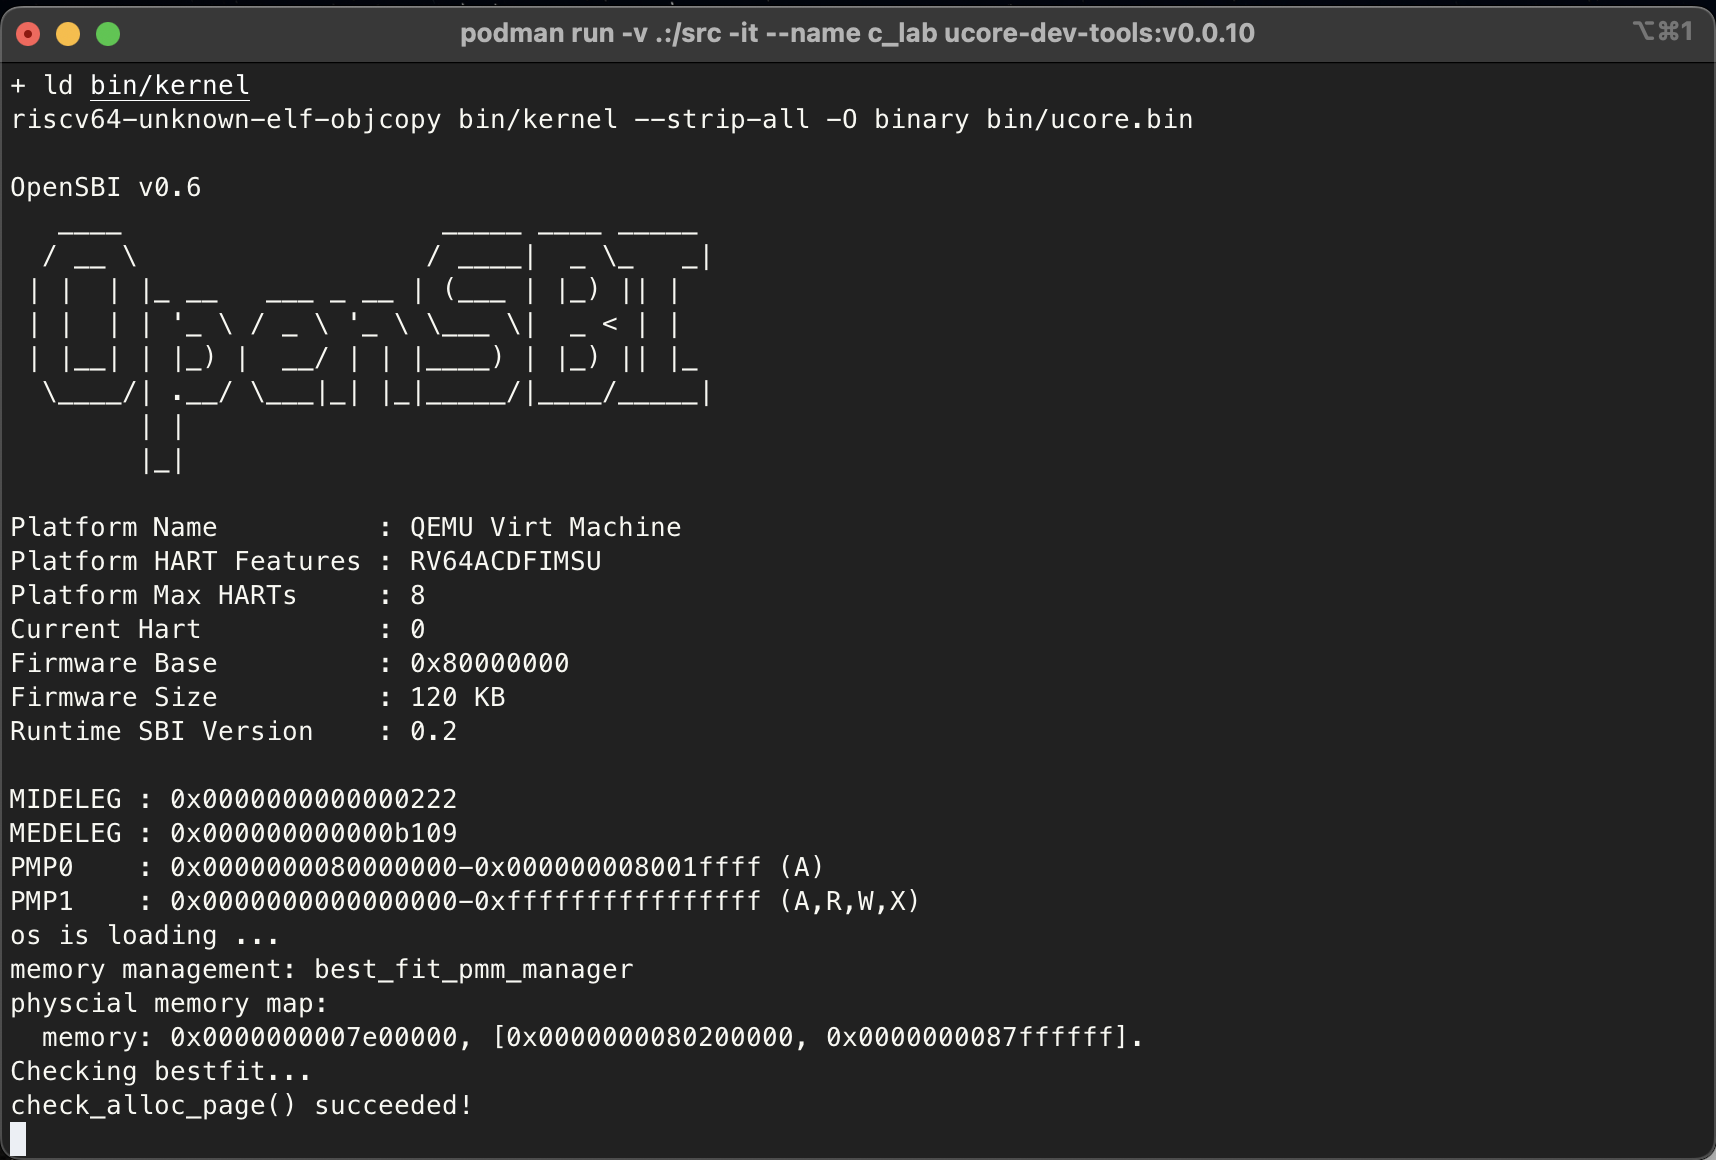 podman run -v .:/src -it --name c_lab ucore-dev-tools:v0.0.10 ⌥⌘1
+ ld bin/kernel
riscv64-unknown-elf-objcopy bin/kernel --strip-all -O binary bin/ucore.bin

OpenSBI v0.6
   ____                    _____ ____ _____
  / __ \                  / ____|  _ \_   _|
 | |  | |_ __   ___ _ __ | (___ | |_) || |
 | |  | | '_ \ / _ \ '_ \ \___ \|  _ < | |
 | |__| | |_) |  __/ | | |____) | |_) || |_
  \____/| .__/ \___|_| |_|_____/|____/_____|
        | |
        |_|

Platform Name          : QEMU Virt Machine
Platform HART Features : RV64ACDFIMSU
Platform Max HARTs     : 8
Current Hart           : 0
Firmware Base          : 0x80000000
Firmware Size          : 120 KB
Runtime SBI Version    : 0.2

MIDELEG : 0x0000000000000222
MEDELEG : 0x000000000000b109
PMP0    : 0x0000000080000000-0x000000008001ffff (A)
PMP1    : 0x0000000000000000-0xffffffffffffffff (A,R,W,X)
os is loading ...
memory management: best_fit_pmm_manager
physcial memory map:
  memory: 0x0000000007e00000, [0x0000000080200000, 0x0000000087ffffff].
Checking bestfit...
check_alloc_page() succeeded!